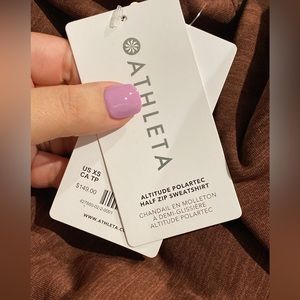 ATHLETA
ALTITUDE POLARTEC
HALF ZIP SWEATSHIRT
CHANDAIL EN MOLLETON
À DEMI-GLISSIÈRE
ALTITUDE POLARTEC
US XS
CA TP
$149.00
WWW.ATHLETA.C